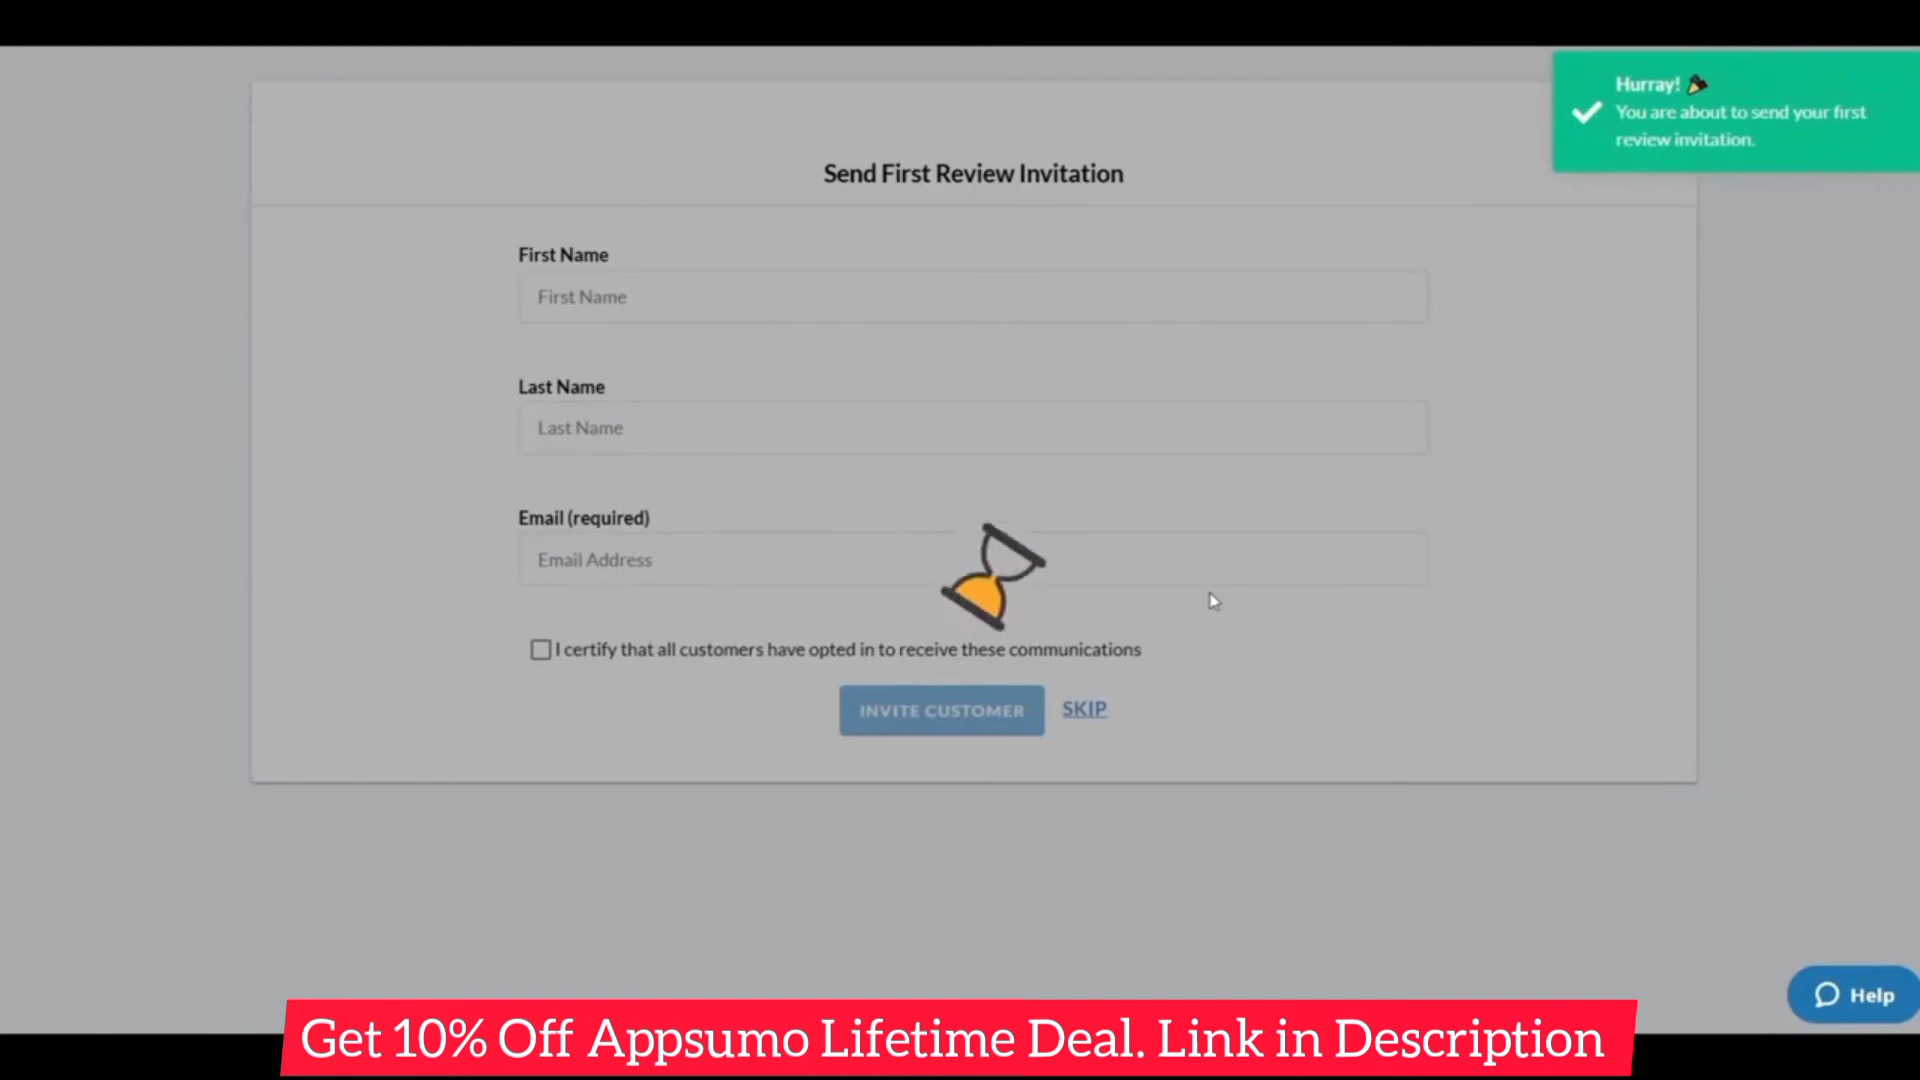 Hurray!
You are about to send your first
review invitation.
Send First Review Invitation
First Name
First Name
Last Name
Last Name
Email (required)
Email Address
I certify that all customers have opted in to receive these communications
INVITE CUSTOMER
SKIP
Help
Get 10% Off Appsumo Lifetime Deal. Link in Description